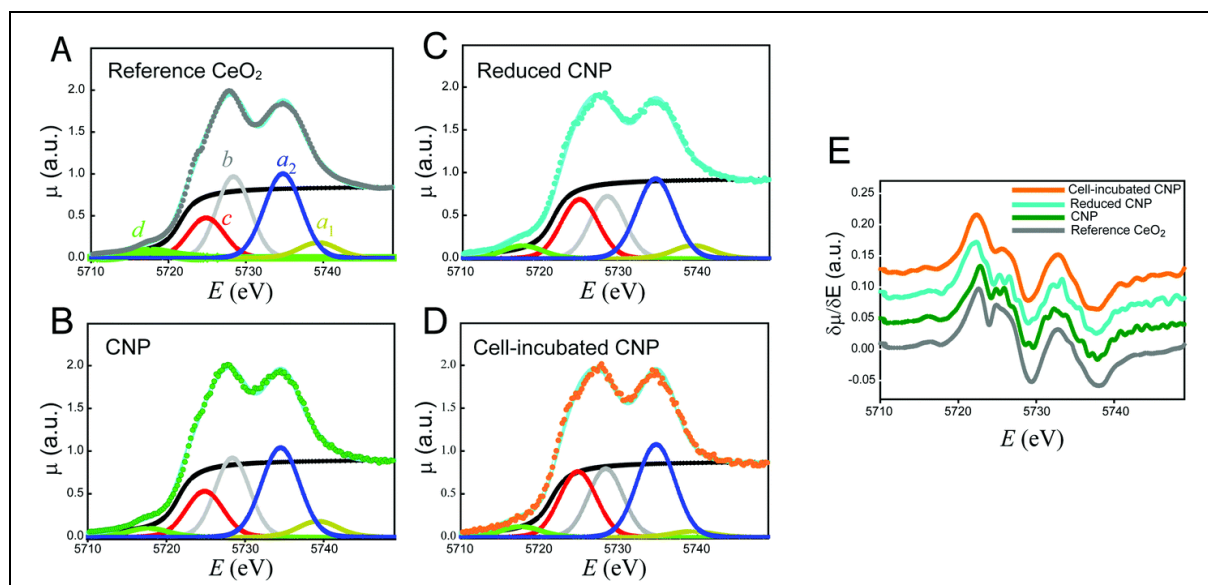 A
Reference CeO₂
2.0
1.5
1.0
0.5
0.0
μ (a.u.)
d
c
b
a₂
a₁
5710
5720
5730
5740
E (eV)
B
CNP
2.0
1.5
1.0
0.5
0.0
μ (a.u.)
5710
5720
5730
5740
E (eV)
C
Reduced CNP
2.0
1.5
1.0
0.5
0.0
μ (a.u.)
5710
5720
5730
5740
E (eV)
D
Cell-incubated CNP
2.0
1.5
1.0
0.5
0.0
μ (a.u.)
5710
5720
5730
5740
E (eV)
E
0.25
0.20
0.15
0.10
0.05
0.00
-0.05
δμ/δE (a.u.)
Cell-incubated CNP
Reduced CNP
CNP
Reference CeO₂
5710
5720
5730
5740
E (eV)